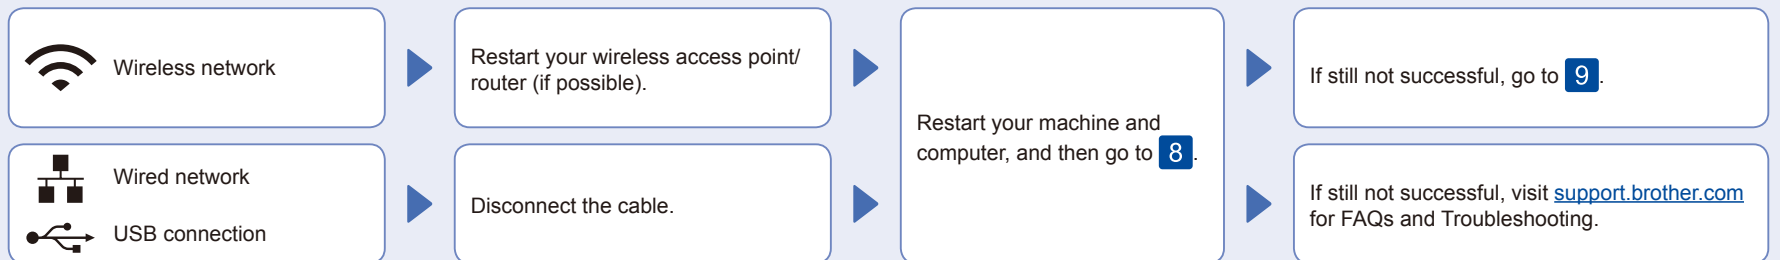 Wireless network
Restart your wireless access point/
router (if possible).
Wired network
USB connection
Disconnect the cable.
Restart your machine and
computer, and then go to 8.
If still not successful, go to 9.
If still not successful, visit support.brother.com
for FAQs and Troubleshooting.